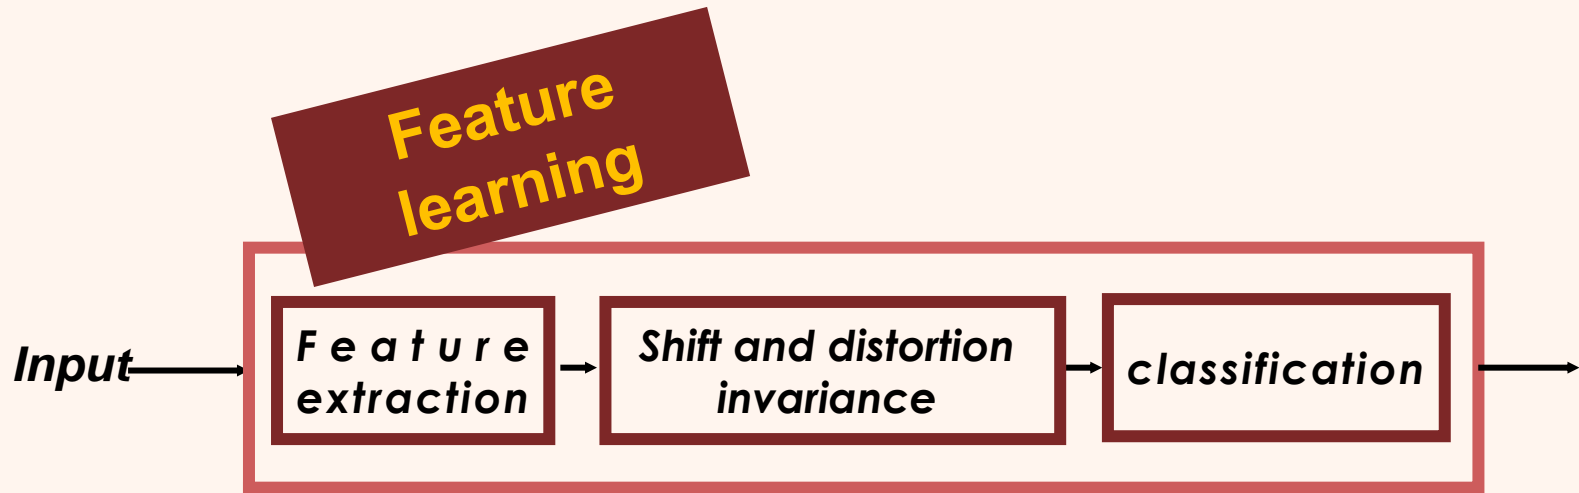 Feature
learning
Input
Feature
extraction
Shift and distortion
invariance
classification